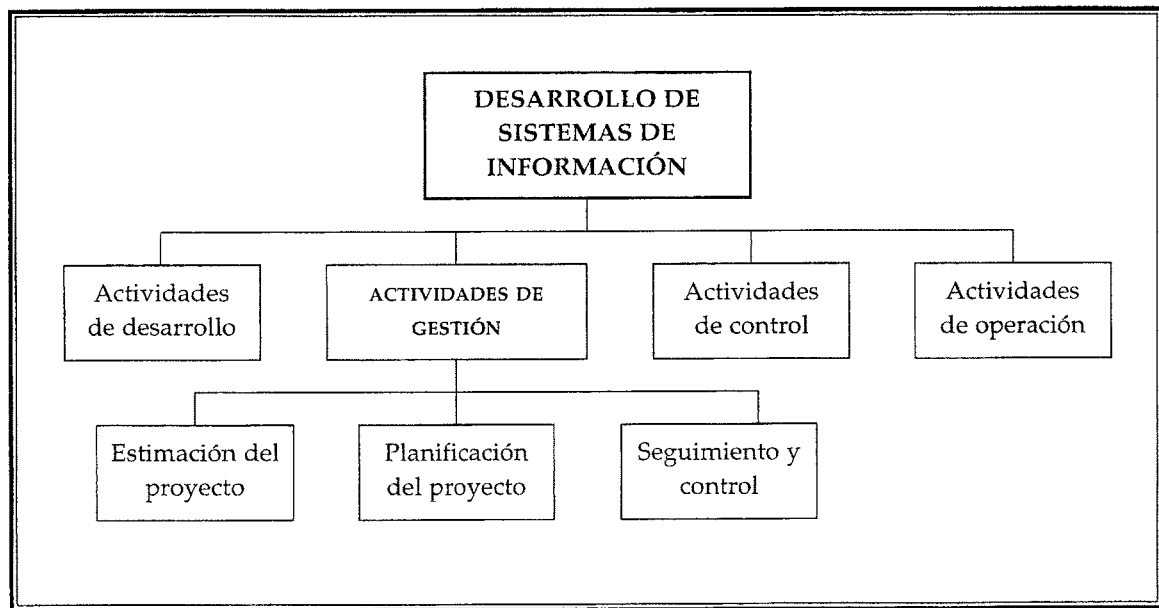 DESARROLLO DE
SISTEMAS DE
INFORMACIÓN
Actividades
de desarrollo
ACTIVIDADES DE
GESTIÓN
Actividades
de control
Actividades
de operación
Estimación del
proyecto
Planificación
del proyecto
Seguimiento y
control